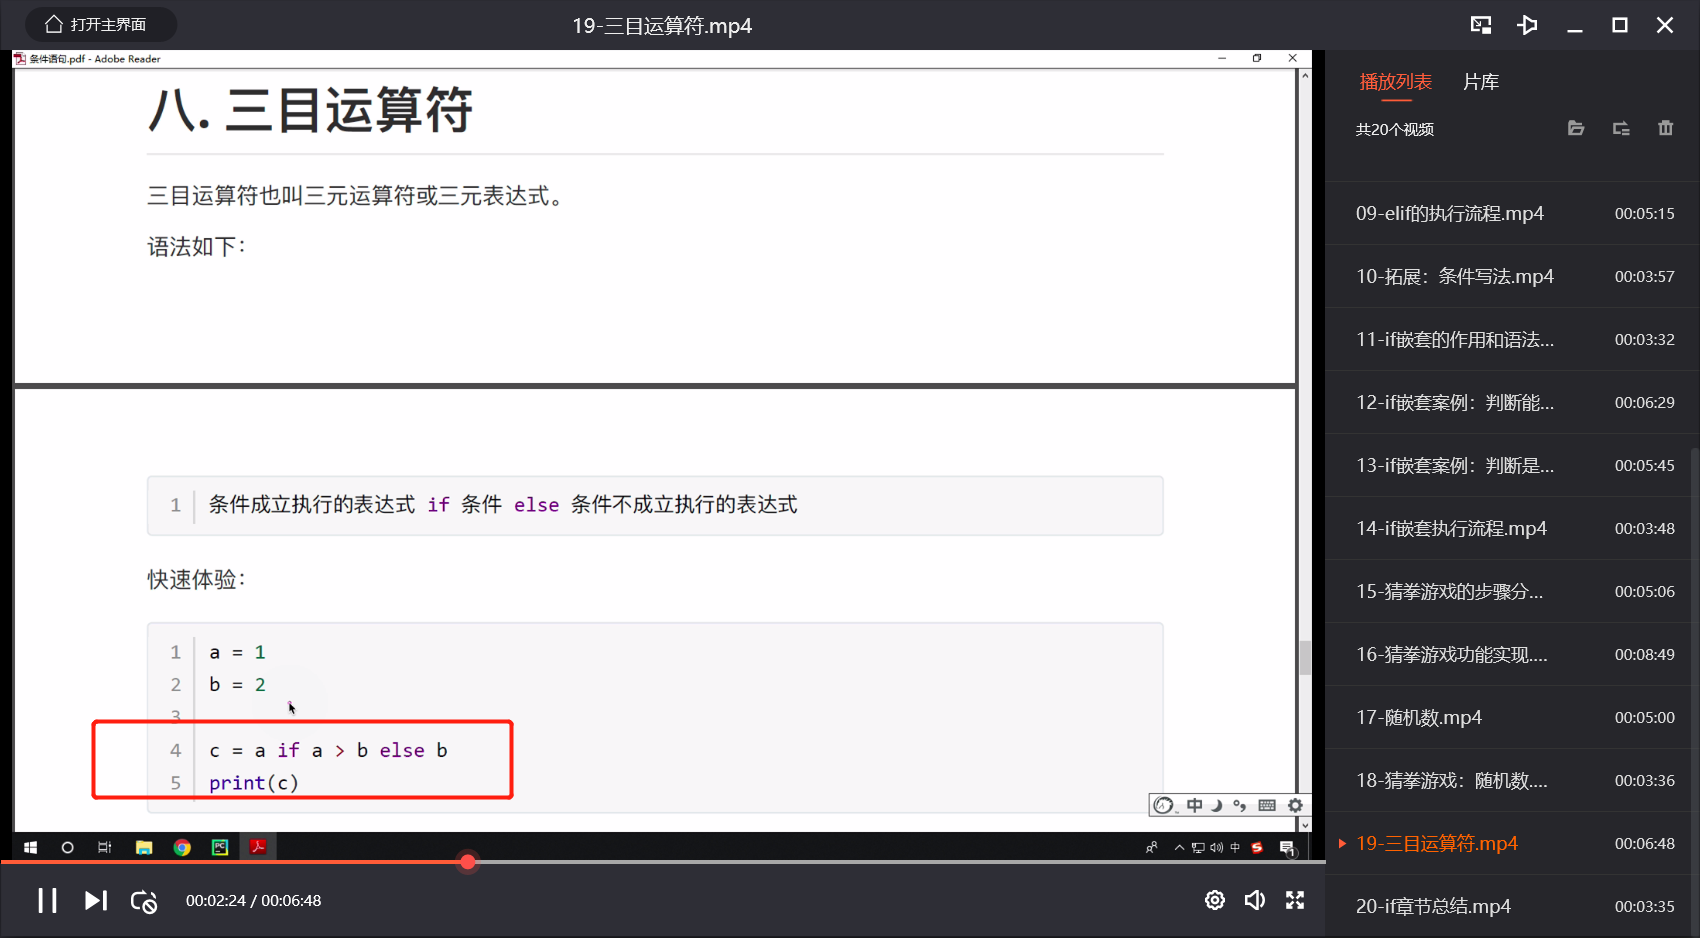 打开主界面
19-三目运算符.mp4
条件语句.pdf - Adobe Reader
八. 三目运算符
三目运算符也叫三元运算符或三元表达式。
语法如下：
1 条件成立执行的表达式 if 条件 else 条件不成立执行的表达式
快速体验：
1 a = 1
2 b = 2
3
4 c = a if a > b else b
5 print(c)
中
中
1
00:02:24 / 00:06:48
播放列表 片库
共20个视频
09-elif的执行流程.mp4 00:05:15
10-拓展：条件写法.mp4 00:03:57
11-if嵌套的作用和语法... 00:03:32
12-if嵌套案例：判断能... 00:06:29
13-if嵌套案例：判断是... 00:05:45
14-if嵌套执行流程.mp4 00:03:48
15-猜拳游戏的步骤分... 00:05:06
16-猜拳游戏功能实现.... 00:08:49
17-随机数.mp4 00:05:00
18-猜拳游戏：随机数.... 00:03:36
19-三目运算符.mp4 00:06:48
20-if章节总结.mp4 00:03:35